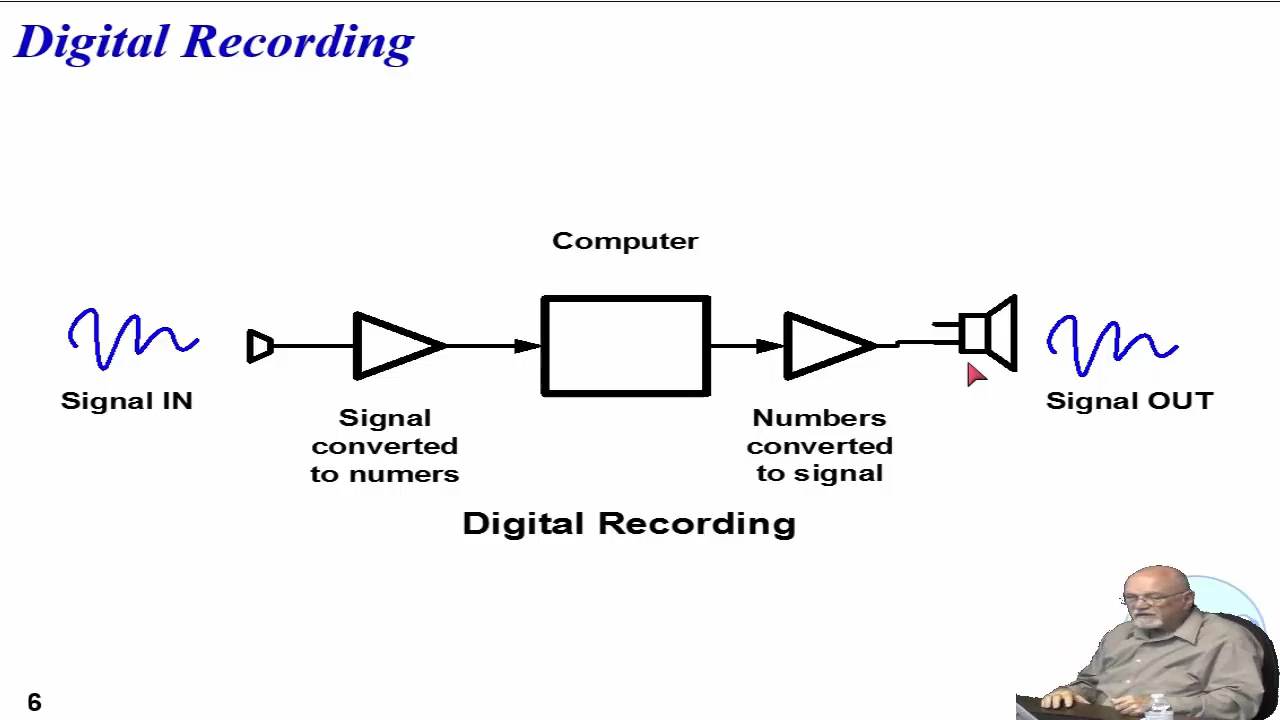 Digital Recording
Computer
Signal IN
Signal OUT
Signal
converted
to numers
Numbers
converted
to signal
Digital Recording
6